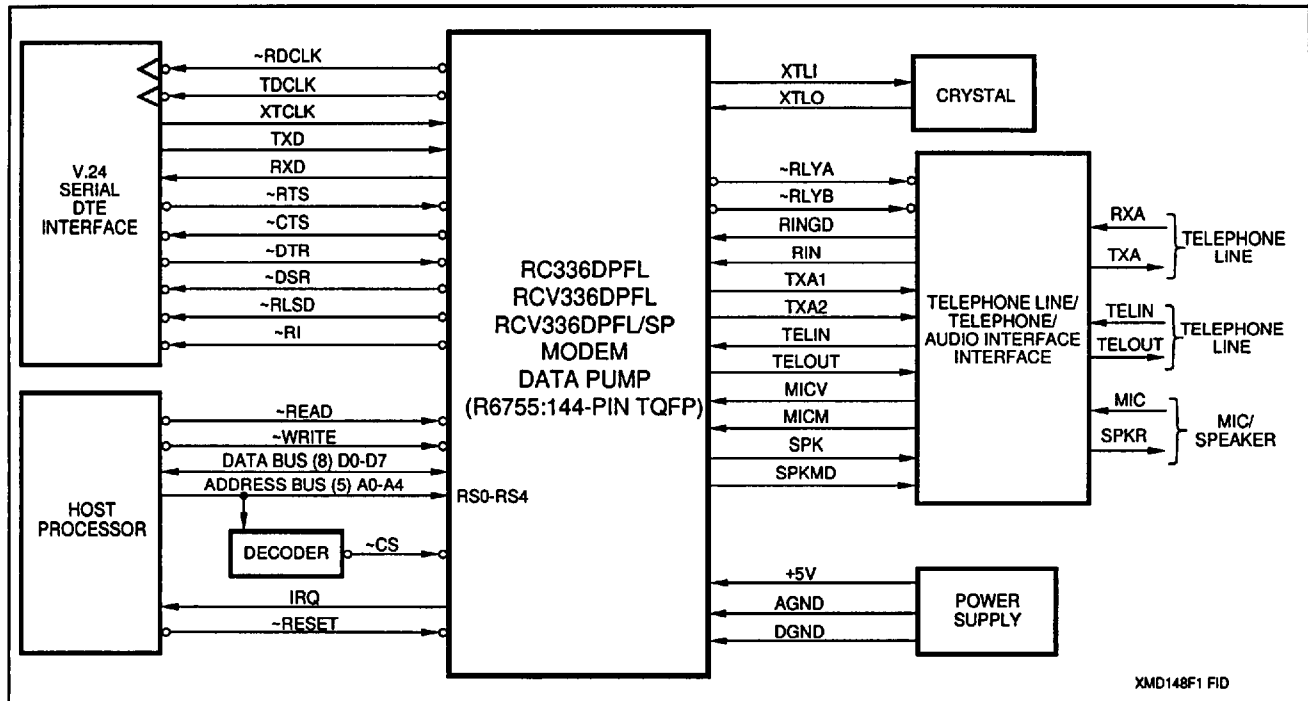 ~RDCLK
TDCLK
XTCLK
TXD
RXD
~RTS
~CTS
~DTR
~DSR
~RLSD
~RI
V.24
SERIAL
DTE
INTERFACE
HOST
PROCESSOR
~READ
~WRITE
DATA BUS (8) D0-D7
ADDRESS BUS (5) A0-A4
RS0-RS4
DECODER
~CS
IRQ
~RESET
RC336DPFL
RCV336DPFL
RCV336DPFL/SP
MODEM
DATA PUMP
(R6755:144-PIN TQFP)
XTLI
XTLO
CRYSTAL
~RLYA
~RLYB
RINGD
RIN
TXA1
TXA2
TELIN
TELOUT
MICV
MICM
SPK
SPKMD
TELEPHONE LINE/
TELEPHONE/
AUDIO INTERFACE
INTERFACE
RXA
TXA
TELEPHONE
LINE
TELIN
TELOUT
TELEPHONE
LINE
MIC
SPKR
MIC/
SPEAKER
+5V
AGND
DGND
POWER
SUPPLY
XMD148F1 FID